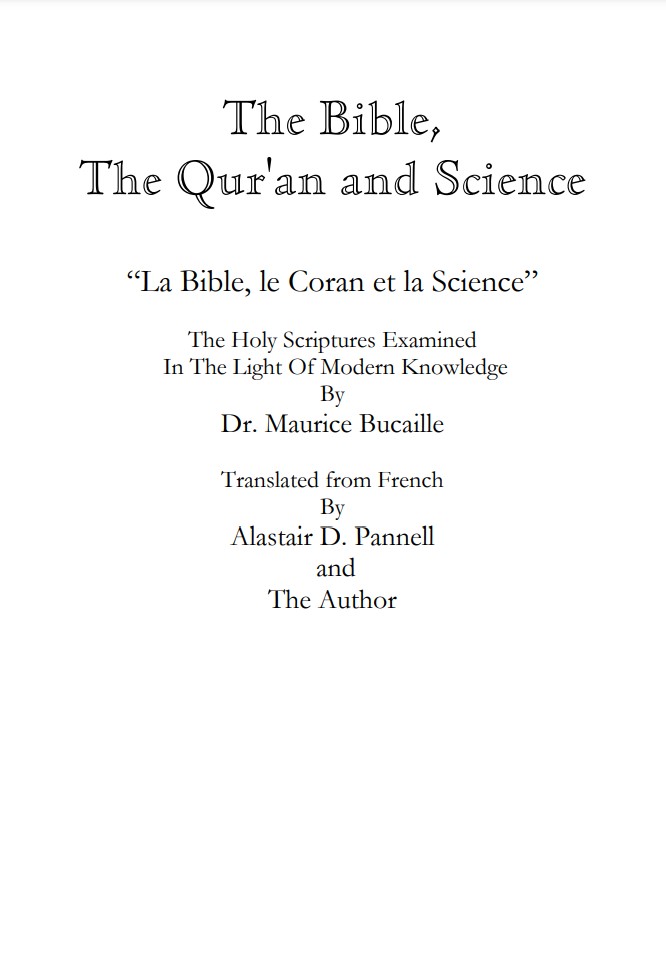 The Bible,
The Qur'an and Science
“La Bible, le Coran et la Science”
The Holy Scriptures Examined
In The Light Of Modern Knowledge
By
Dr. Maurice Bucaille
Translated from French
By
Alastair D. Pannell
and
The Author